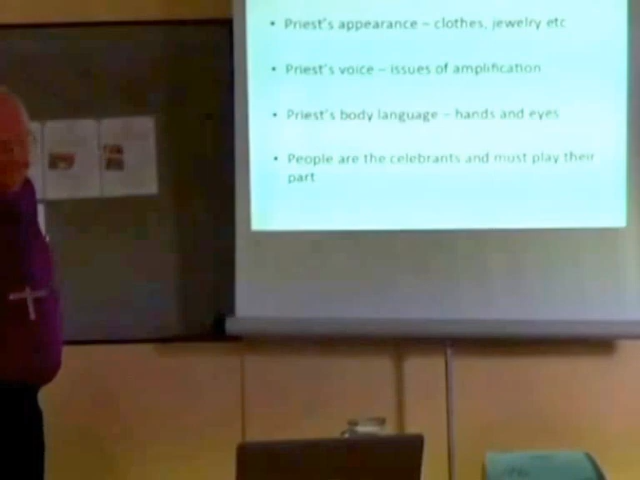 • Priest's appearance – clothes, jewelry etc
• Priest's voice – issues of amplification
• Priest's body language – hands and eyes
• People are the celebrants and must play their
part